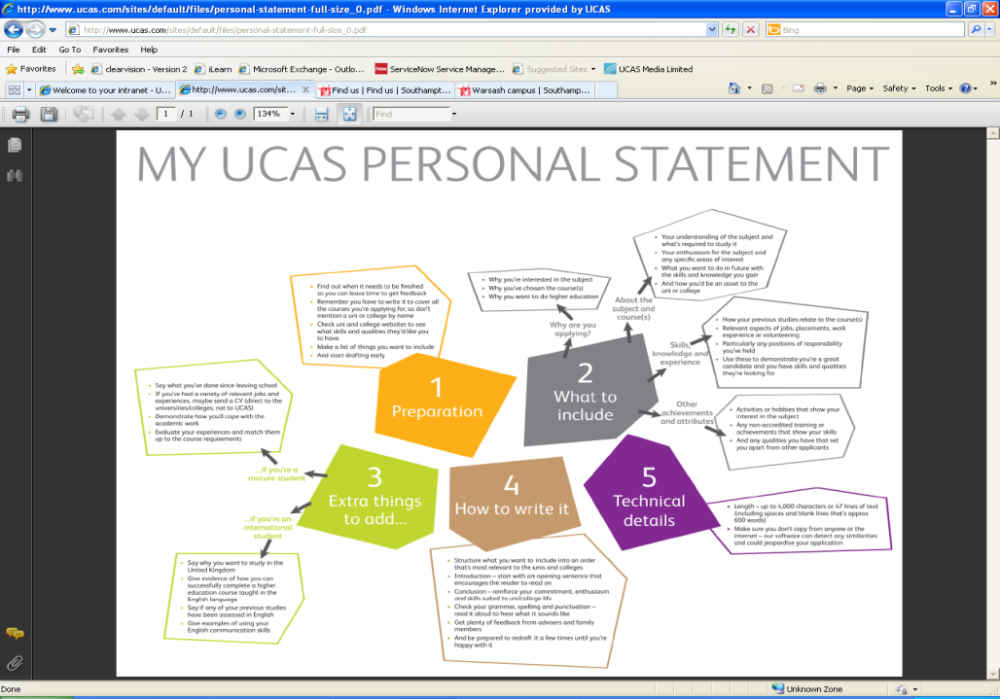 http://www.ucas.com/sites/default/files/personal-statement-full-size_0.pdf - Windows Internet Explorer provided by UCAS
http://www.ucas.com/sites/default/files/personal-statement-full-size_0.pdf
Bing
File Edit Go To Favorites Help
Favorites
clearvision - Version 2
iLearn
Microsoft Exchange - Outlo...
now
ServiceNow Service Manage...
Suggested Sites
UCAS Media Limited
Welcome to your intranet - U...
http://www.ucas.com/sit...
Find us | Find us | Southampt...
Warsash campus | Southamp...
Page
Safety
Tools
1 / 1
134%
Find
MY UCAS PERSONAL STATEMENT
1
Preparation
• Find out when it needs to be finished
so you can leave time to get feedback
• Remember you have to write it to cover all
the courses you're applying for, so don't
mention a uni or college by name
• Check uni and college websites to see
what skills and qualities they'd like you
to have
• Make a list of things you want to include
• And start drafting early
2
What to
include
Why are you
applying?
• Why you're interested in the subject
• Why you've chosen the course(s)
• Why you want to do higher education
About the
subject and
course(s)
• Your understanding of the subject and
what's required to study it
• Your enthusiasm for the subject and
any specific areas of interest
• What you want to do in future with
the skills and knowledge you gain
• And how you'd be an asset to the
uni or college
Skills,
knowledge and
experience
• How your previous studies relate to the course(s)
• Relevant aspects of jobs, placements, work
experience or volunteering
• Particularly any positions of responsibility
you've held
• Use these to demonstrate you're a great
candidate and you have skills and qualities
they're looking for
Other
achievements
and attributes
• Activities or hobbies that show your
interest in the subject
• Any non-accredited training or
achievements that show your skills
• And any qualities you have that set
you apart from other applicants
3
Extra things
to add...
...if you're a
mature student
• Say what you've done since leaving school
• If you've had a variety of relevant jobs and
experiences, maybe send a CV (direct to the
universities/colleges, not to UCAS)
• Demonstrate how you'll cope with the
academic work
• Evaluate your experiences and match them
up to the course requirements
...if you're an
international
student
• Say why you want to study in the
United Kingdom
• Give evidence of how you can
successfully complete a higher
education course taught in the
English language
• Say if any of your previous studies
have been assessed in English
• Give examples of using your
English communication skills
4
How to write it
• Structure what you want to include into an order
that's most relevant to the unis and colleges
• Introduction – start with an opening sentence that
encourages the reader to read on
• Conclusion – reinforce your commitment, enthusiasm
and skills suited to uni/college life
• Check your grammar, spelling and punctuation –
read it aloud to hear what it sounds like
• Get plenty of feedback from advisers and family
members
• And be prepared to redraft it a few times until you're
happy with it
5
Technical
details
• Length – up to 4,000 characters or 47 lines of text
(including spaces and blank lines that's approx
600 words)
• Make sure you don't copy from anyone or the
internet – our software can detect any similarities
and could jeopardise your application
Done
Unknown Zone